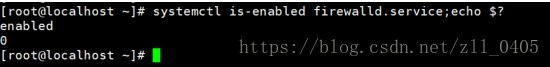 [root@localhost ~]# systemctl is-enabled firewalld.service;echo $?
enabled
0
[root@localhost ~]#
https://blog.csdn.net/zll_0405